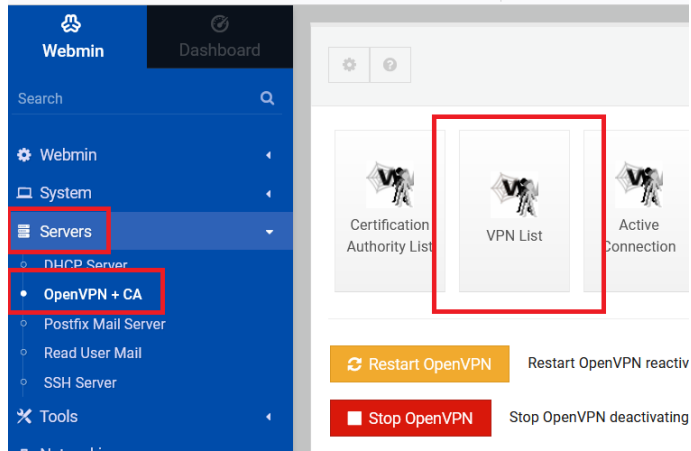 Webmin
Dashboard
Search
Webmin
System
Servers
DHCP Server
OpenVPN + CA
Postfix Mail Server
Read User Mail
SSH Server
Tools
Certification
Authority List
VPN List
Active
Connection
Restart OpenVPN
Restart OpenVPN reactiv
Stop OpenVPN
Stop OpenVPN deactivating